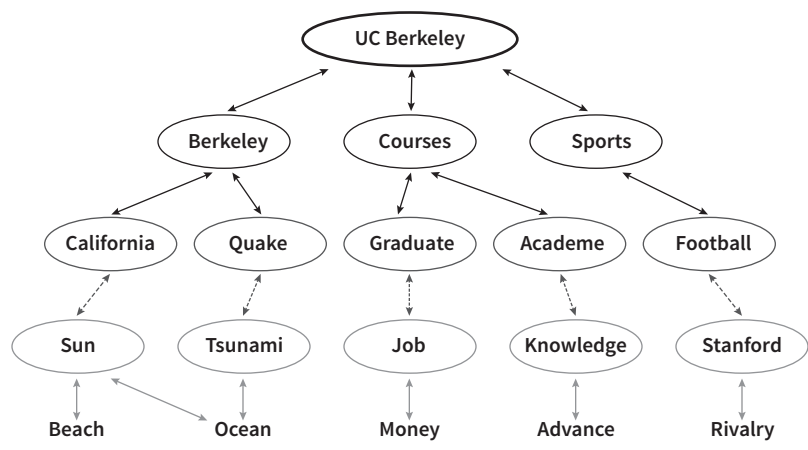 UC Berkeley
Berkeley
Courses
Sports
California
Quake
Graduate
Academe
Football
Sun
Tsunami
Job
Knowledge
Stanford
Beach
Ocean
Money
Advance
Rivalry